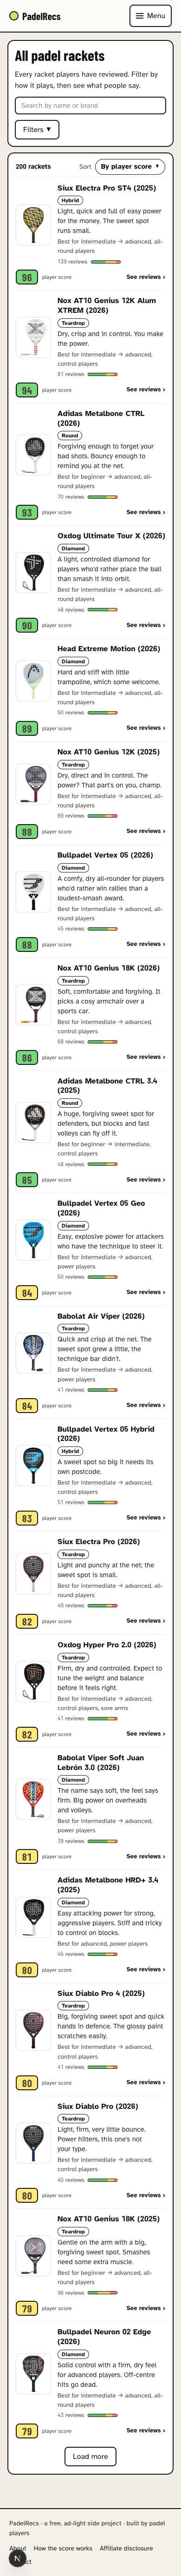 PadelRecs
Menu
All padel rackets
Every racket players have reviewed. Filter by
how it plays, then see what people say.
Search by name or brand
Filters ▼
200 rackets
Sort
By player score ▼
Siux Electra Pro ST4 (2025)
Hybrid
Light, quick and full of easy power
for the money. The sweet spot
runs small.
Best for intermediate → advanced, all-
round players
139 reviews
96 player score
See reviews ›
Nox AT10 Genius 12K Alum
XTREM (2026)
Teardrop
Dry, crisp and in control. You make
the power.
Best for intermediate → advanced,
control players
81 reviews
94 player score
See reviews ›
Adidas Metalbone CTRL
(2026)
Round
Forgiving enough to forget your
bad shots. Bouncy enough to
remind you at the net.
Best for beginner → advanced, all-
round players
70 reviews
93 player score
See reviews ›
Oxdog Ultimate Tour X (2026)
Diamond
A light, controlled diamond for
players who'd rather place the ball
than smash it into orbit.
Best for intermediate → advanced, all-
round players
48 reviews
90 player score
See reviews ›
Head Extreme Motion (2026)
Diamond
Hard and stiff with little
trampoline, which some welcome.
Best for intermediate → advanced, all-
round players
50 reviews
89 player score
See reviews ›
Nox AT10 Genius 12K (2025)
Teardrop
Dry, direct and in control. The
power? That part's on you, champ.
Best for intermediate → advanced, all-
round players
69 reviews
88 player score
See reviews ›
Bullpadel Vertex 05 (2026)
Diamond
A comfy, dry all-rounder for players
who'd rather win rallies than a
loudest-smash award.
Best for intermediate → advanced, all-
round players
45 reviews
88 player score
See reviews ›
Nox AT10 Genius 18K (2026)
Teardrop
Soft, comfortable and forgiving. It
picks a cosy armchair over a
sports car.
Best for intermediate → advanced,
control players
68 reviews
86 player score
See reviews ›
Adidas Metalbone CTRL 3.4
(2025)
Round
A huge, forgiving sweet spot for
defenders, but blocks and fast
volleys can fly off it.
Best for beginner → intermediate,
control players
48 reviews
85 player score
See reviews ›
Bullpadel Vertex 05 Geo
(2026)
Diamond
Easy, explosive power for attackers
who have the technique to steer it.
Best for intermediate → advanced,
power players
50 reviews
84 player score
See reviews ›
Babolat Air Viper (2026)
Teardrop
Quick and crisp at the net. The
sweet spot grew a little, the
technique bar didn't.
Best for intermediate → advanced,
power players
41 reviews
84 player score
See reviews ›
Bullpadel Vertex 05 Hybrid
(2026)
Hybrid
A sweet spot so big it needs its
own postcode.
Best for intermediate → advanced,
control players
51 reviews
83 player score
See reviews ›
Siux Electra Pro (2026)
Teardrop
Light and punchy at the net; the
sweet spot is small.
Best for intermediate → advanced, all-
round players
49 reviews
82 player score
See reviews ›
Oxdog Hyper Pro 2.0 (2026)
Teardrop
Firm, dry and controlled. Expect to
tune the weight and balance
before it feels right.
Best for intermediate → advanced,
control players, sore arms
41 reviews
82 player score
See reviews ›
Babolat Viper Soft Juan
Lebrón 3.0 (2026)
Diamond
The name says soft, the feel says
firm. Big power on overheads
and volleys.
Best for intermediate → advanced,
power players
39 reviews
81 player score
See reviews ›
Adidas Metalbone HRD+ 3.4
(2025)
Diamond
Easy attacking power for strong,
aggressive players. Stiff and tricky
to control on blocks.
Best for advanced, power players
45 reviews
80 player score
See reviews ›
Siux Diablo Pro 4 (2025)
Teardrop
Big, forgiving sweet spot and quick
hands in defence. The glossy paint
scratches easily.
Best for intermediate → advanced,
control players
41 reviews
80 player score
See reviews ›
Siux Diablo Pro (2026)
Teardrop
Light, firm, very little bounce.
Power hitters, this one's not
your type.
Best for intermediate → advanced,
control players
40 reviews
80 player score
See reviews ›
Nox AT10 Genius 18K (2025)
Teardrop
Gentle on the arm with a big,
forgiving sweet spot. Smashes
need some extra muscle.
Best for beginner → advanced, all-
round players
96 reviews
79 player score
See reviews ›
Bullpadel Neuron 02 Edge
(2026)
Diamond
Solid control with a firm, dry feel
for advanced players. Off-centre
hits go dead.
Best for intermediate → advanced, all-
round players
43 reviews
79 player score
See reviews ›
Load more
PadelRecs · a free, ad-light side project · built by padel
players
About How the score works Affiliate disclosure
N